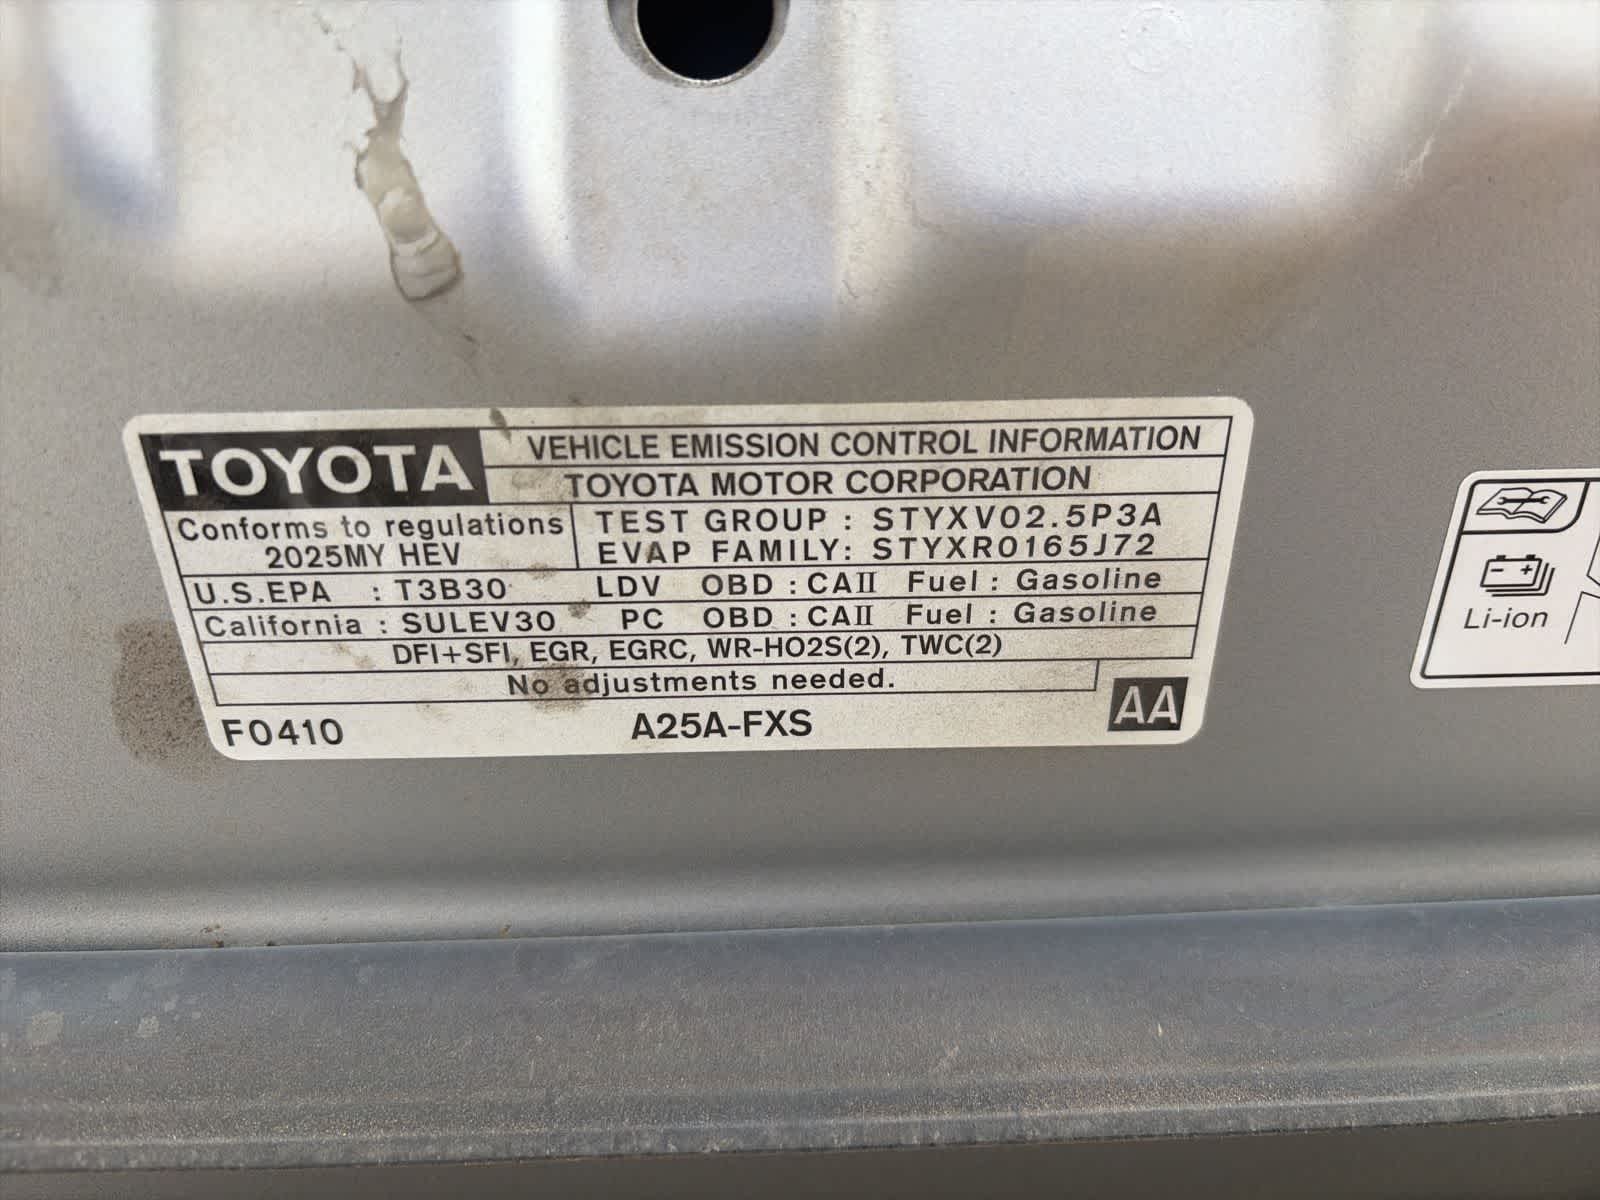 TOYOTA
VEHICLE EMISSION CONTROL INFORMATION
TOYOTA MOTOR CORPORATION
Conforms to regulations
2025MY HEV
TEST GROUP : STYXV02.5P3A
EVAP FAMILY: STYXR0165J72
U.S.EPA : T3B30 LDV OBD : CAII Fuel : Gasoline
California : SULEV30 PC OBD : CAII Fuel : Gasoline
DFI+SFI, EGR, EGRC, WR-HO2S(2), TWC(2)
No adjustments needed.
F0410 A25A-FXS AA
Li-ion